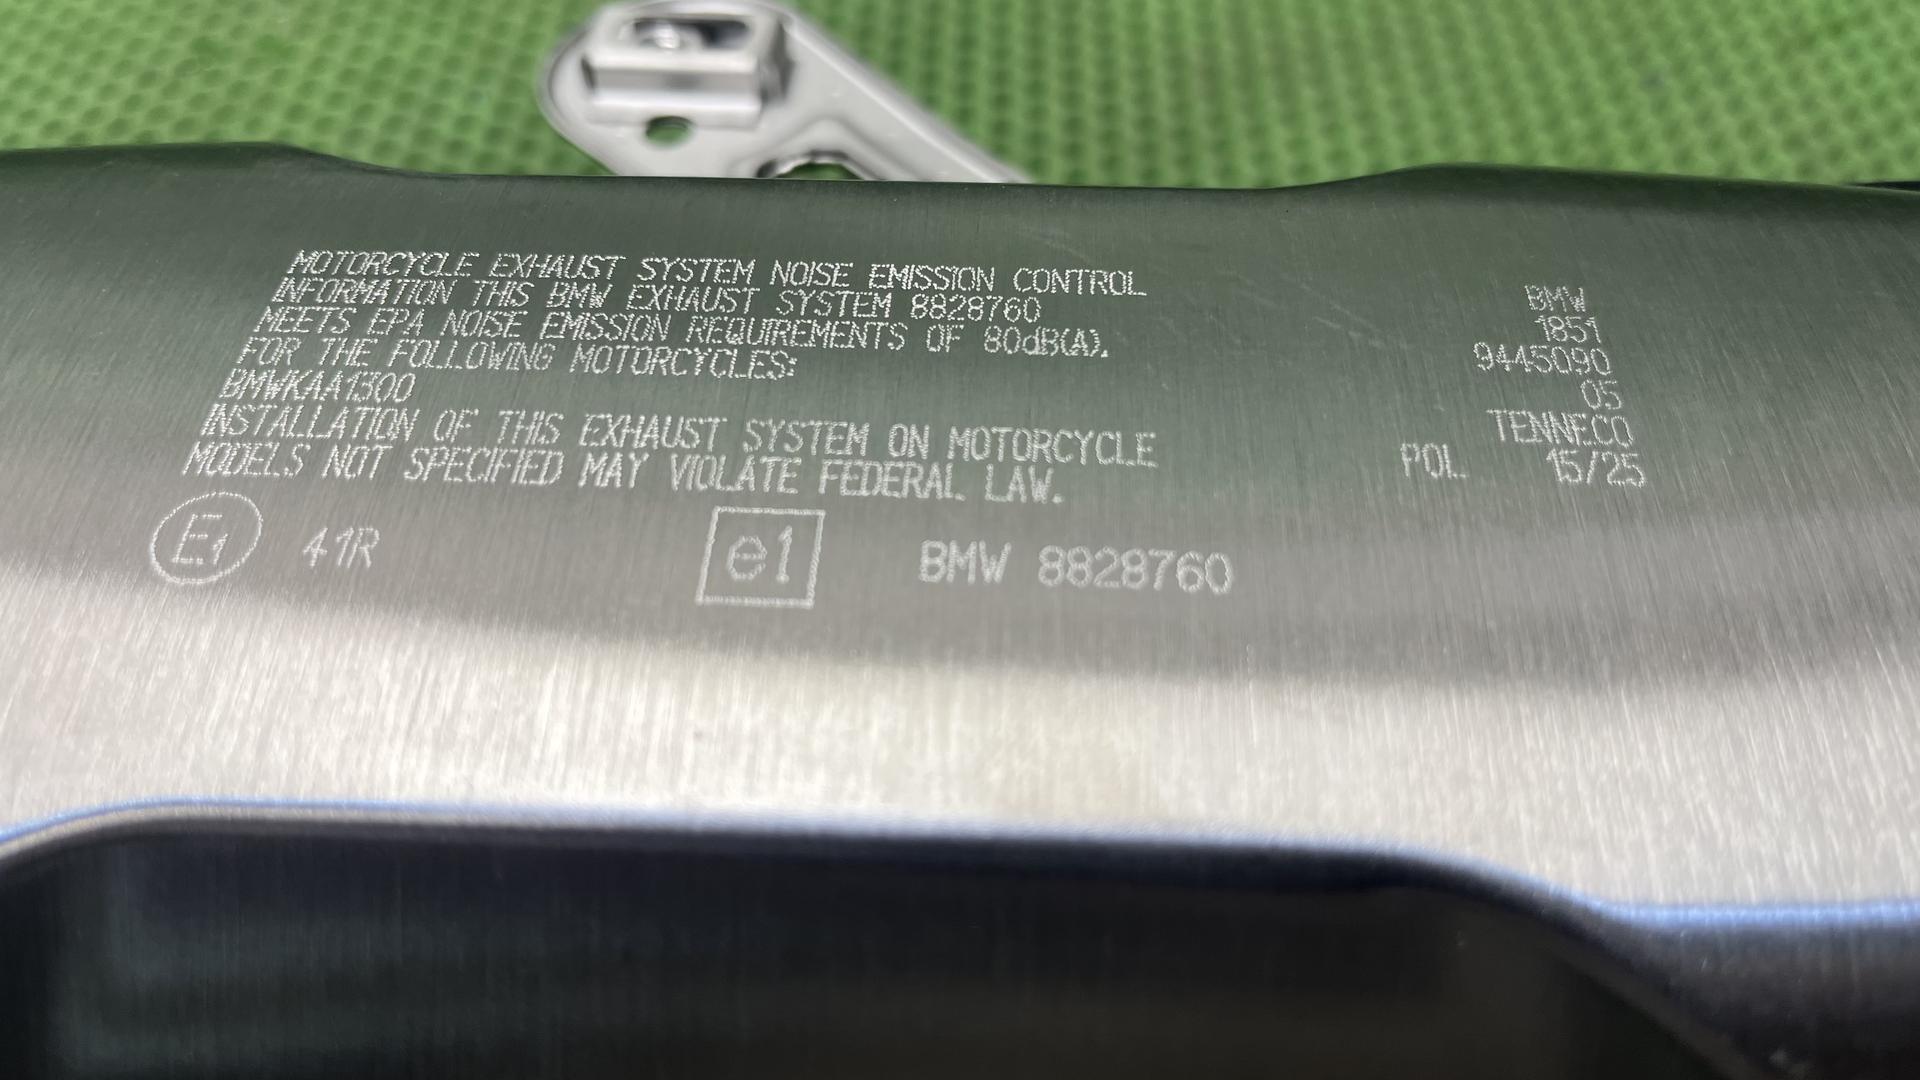 MOTORCYCLE EXHAUST SYSTEM NOISE EMISSION CONTROL
INFORMATION THIS BMW EXHAUST SYSTEM 8828760
MEETS EPA NOISE EMISSION REQUIREMENTS OF 80dB(A).
FOR THE FOLLOWING MOTORCYCLES:
BMWKAA1300
INSTALLATION OF THIS EXHAUST SYSTEM ON MOTORCYCLE
MODELS NOT SPECIFIED MAY VIOLATE FEDERAL LAW.
E1 41R e1 BMW 8828760
BMW
1851
9445090
05
TENNECO
POL 15/25